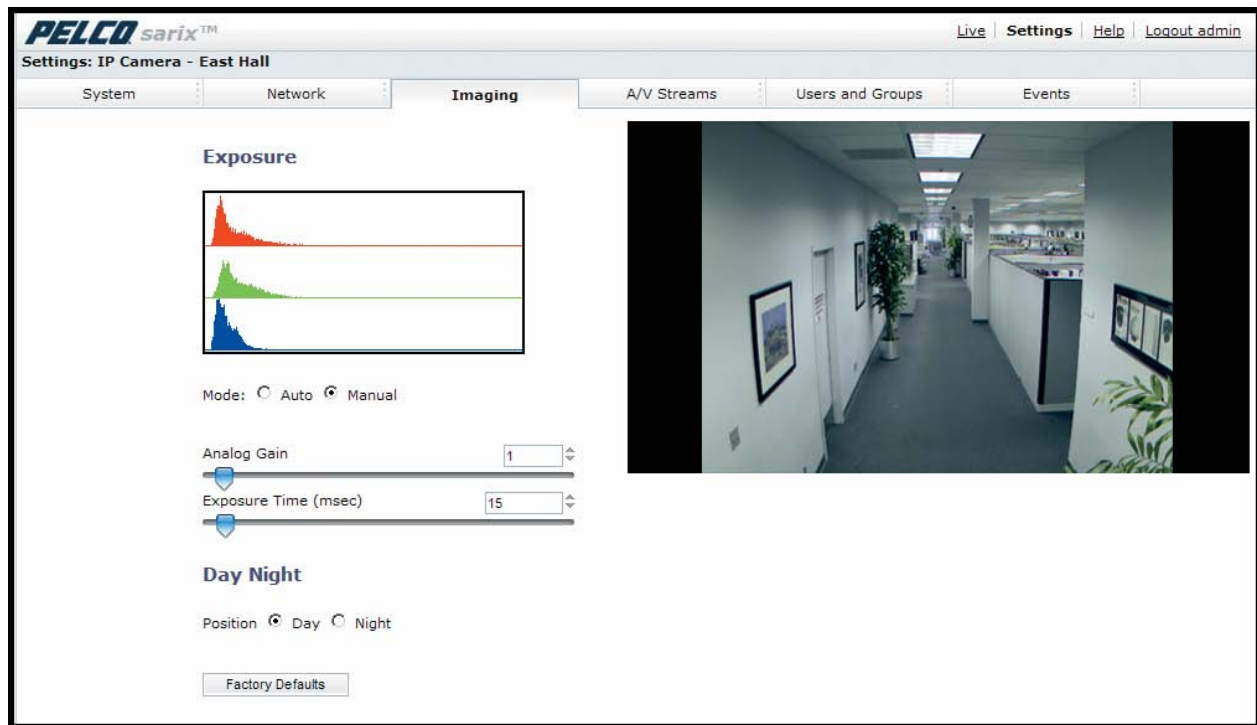 PELCO sarix™
Live Settings Help Logout admin
Settings: IP Camera - East Hall
System Network Imaging A/V Streams Users and Groups Events
Exposure
Mode: Auto Manual
Analog Gain 1
Exposure Time (msec) 15
Day Night
Position Day Night
Factory Defaults